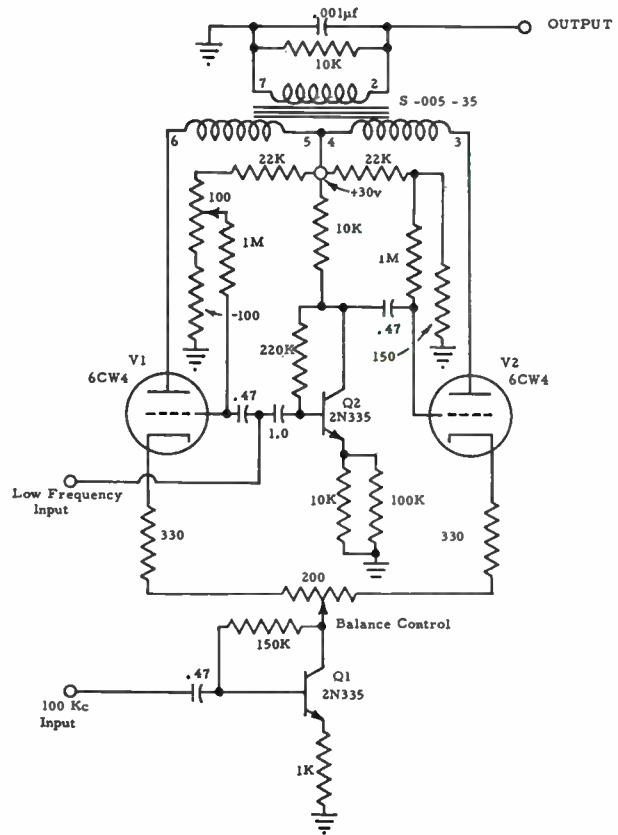 .001µf
OUTPUT
10K
7
2
S -005 -35
6
5
4
3
22K
22K
+30v
100
1M
10K
1M
-100
.47
220K
150
V1
6CW4
V2
6CW4
.47
Q2
2N335
1.0
Low Frequency
Input
10K
100K
330
330
200
Balance Control
150K
.47
Q1
2N335
100 Kc
Input
1K